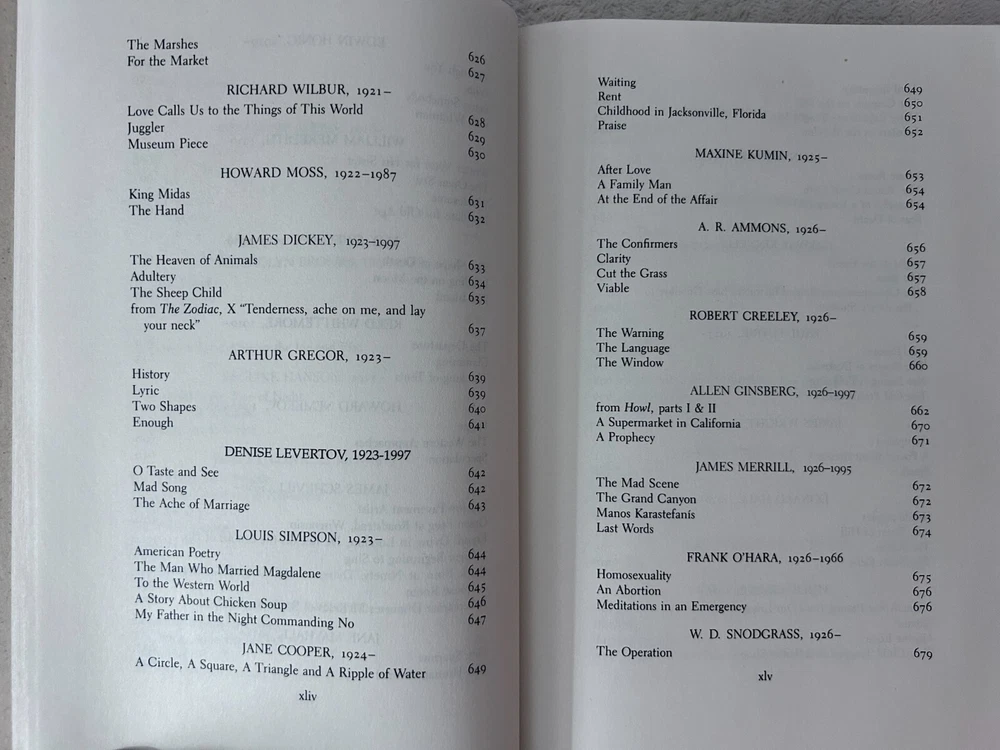 The Marshes 626
For the Market 627
RICHARD WILBUR, 1921–
Love Calls Us to the Things of This World 628
Juggler 629
Museum Piece 630
HOWARD MOSS, 1922–1987
King Midas 631
The Hand 632
JAMES DICKEY, 1923–1997
The Heaven of Animals 633
Adultery 634
The Sheep Child 635
from The Zodiac, X “Tenderness, ache on me, and lay
your neck” 637
ARTHUR GREGOR, 1923–
History 639
Lyric 639
Two Shapes 640
Enough 641
DENISE LEVERTOV, 1923-1997
O Taste and See 642
Mad Song 642
The Ache of Marriage 643
LOUIS SIMPSON, 1923–
American Poetry 644
The Man Who Married Magdalene 644
To the Western World 645
A Story About Chicken Soup 646
My Father in the Night Commanding No 647
JANE COOPER, 1924–
A Circle, A Square, A Triangle and A Ripple of Water 649
xliv
Waiting 649
Rent 650
Childhood in Jacksonville, Florida 651
Praise 652
MAXINE KUMIN, 1925–
After Love 653
A Family Man 654
At the End of the Affair 654
A. R. AMMONS, 1926–
The Confirmers 656
Clarity 657
Cut the Grass 657
Viable 658
ROBERT CREELEY, 1926–
The Warning 659
The Language 659
The Window 660
ALLEN GINSBERG, 1926–1997
from Howl, parts I & II 662
A Supermarket in California 670
A Prophecy 671
JAMES MERRILL, 1926–1995
The Mad Scene 672
The Grand Canyon 672
Manos Karastefanís 673
Last Words 674
FRANK O'HARA, 1926–1966
Homosexuality 675
An Abortion 676
Meditations in an Emergency 676
W. D. SNODGRASS, 1926–
The Operation 679
xlv